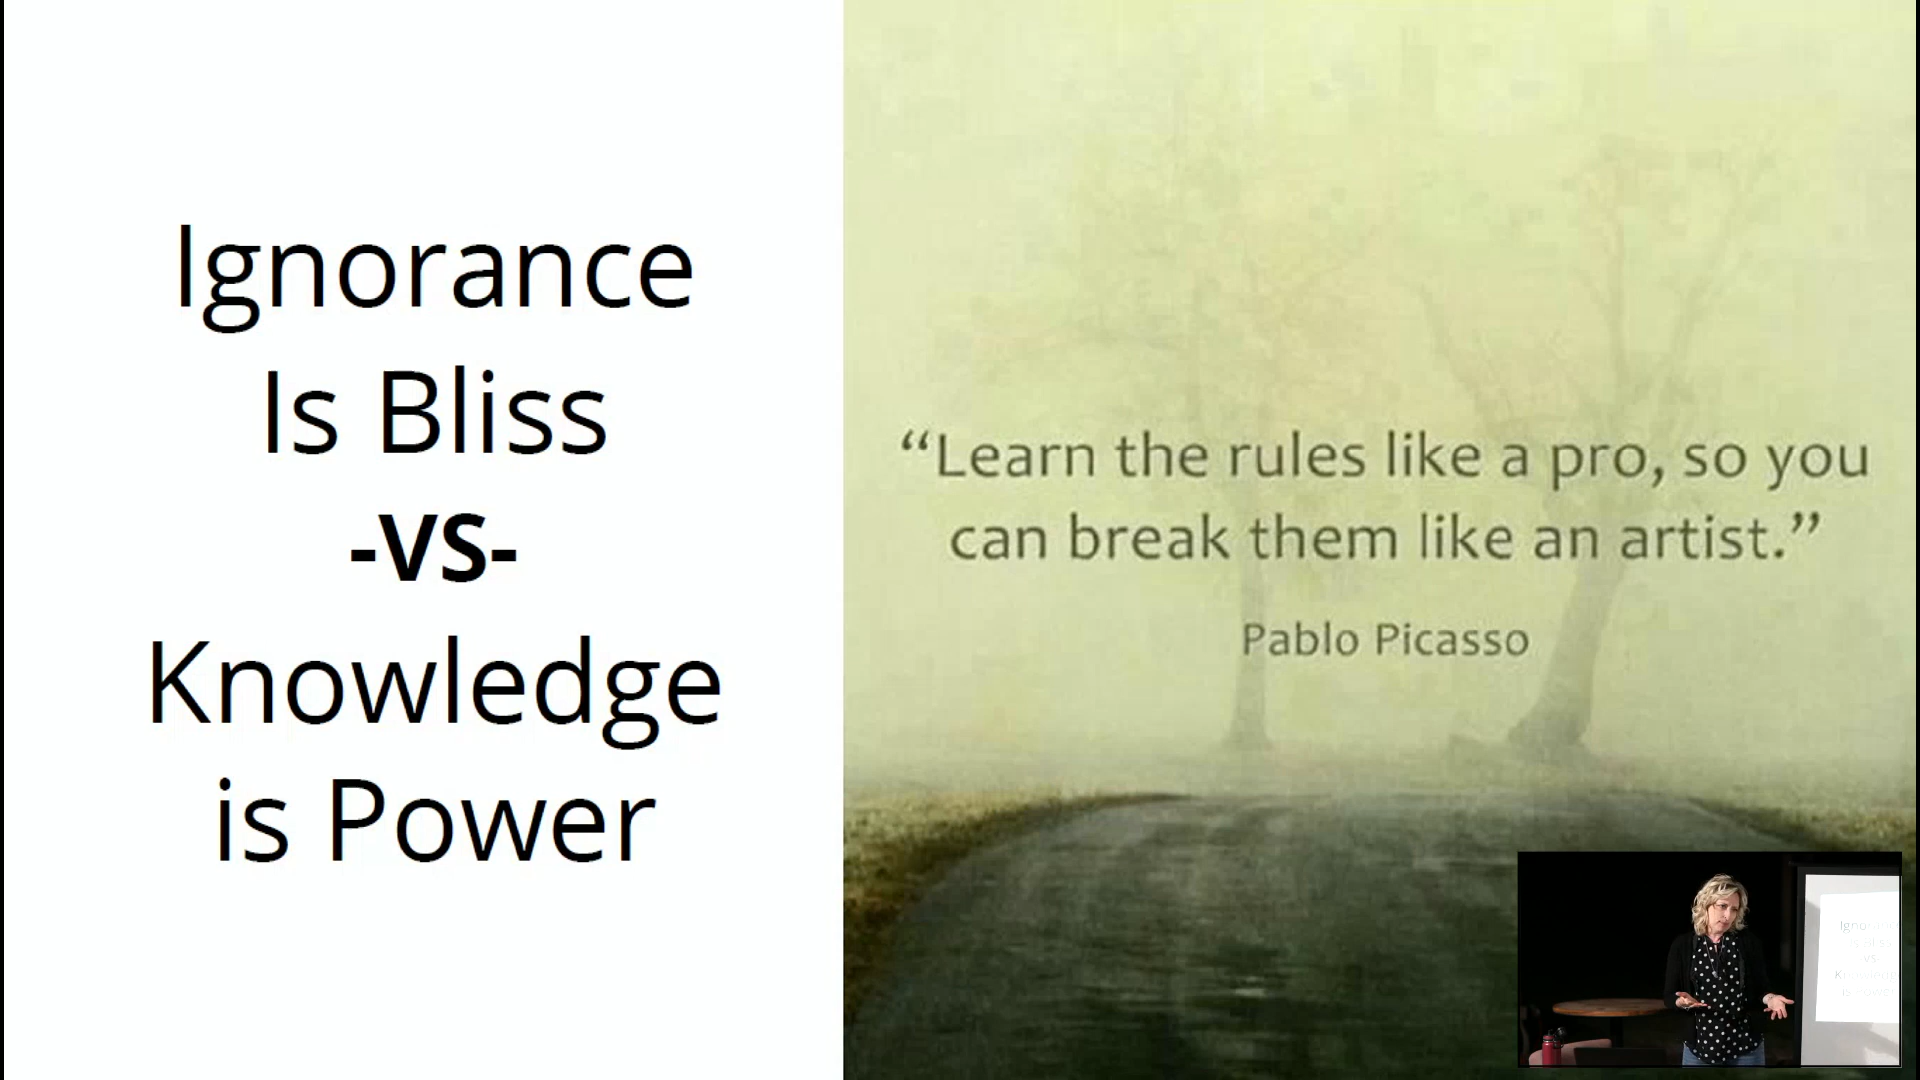 Ignorance
Is Bliss
-VS-
Knowledge
is Power
“Learn the rules like a pro, so you
can break them like an artist.”
Pablo Picasso